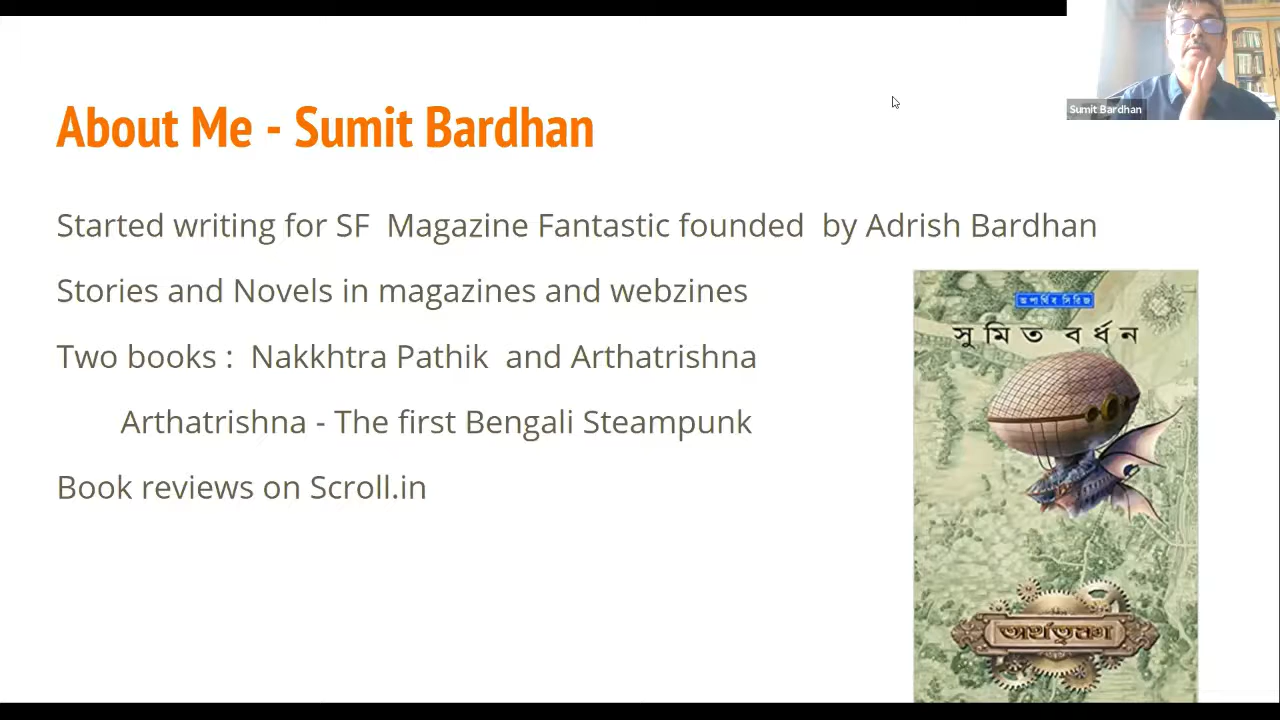 About Me - Sumit Bardhan
Started writing for SF Magazine Fantastic founded by Adrish Bardhan
Stories and Novels in magazines and webzines
Two books : Nakkhtra Pathik and Arthatrishna
Arthatrishna - The first Bengali Steampunk
Book reviews on Scroll.in
Sumit Bardhan
অপার্থিব সিরিজ
সুমিত বর্ধন
অর্থতৃষ্ণা